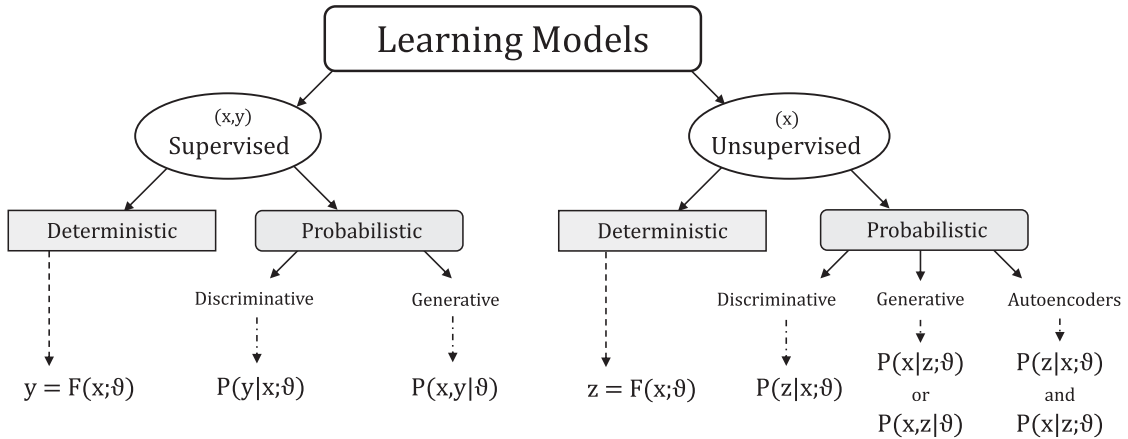 Learning Models
(x,y)
Supervised
(x)
Unsupervised
Deterministic
Probabilistic
Deterministic
Probabilistic
Discriminative
Generative
Discriminative
Generative
Autoencoders
y = F(x;ϑ)
P(y|x;ϑ)
P(x,y|ϑ)
z = F(x;ϑ)
P(z|x;ϑ)
P(x|z;ϑ)
or
P(x,z|ϑ)
P(z|x;ϑ)
and
P(x|z;ϑ)